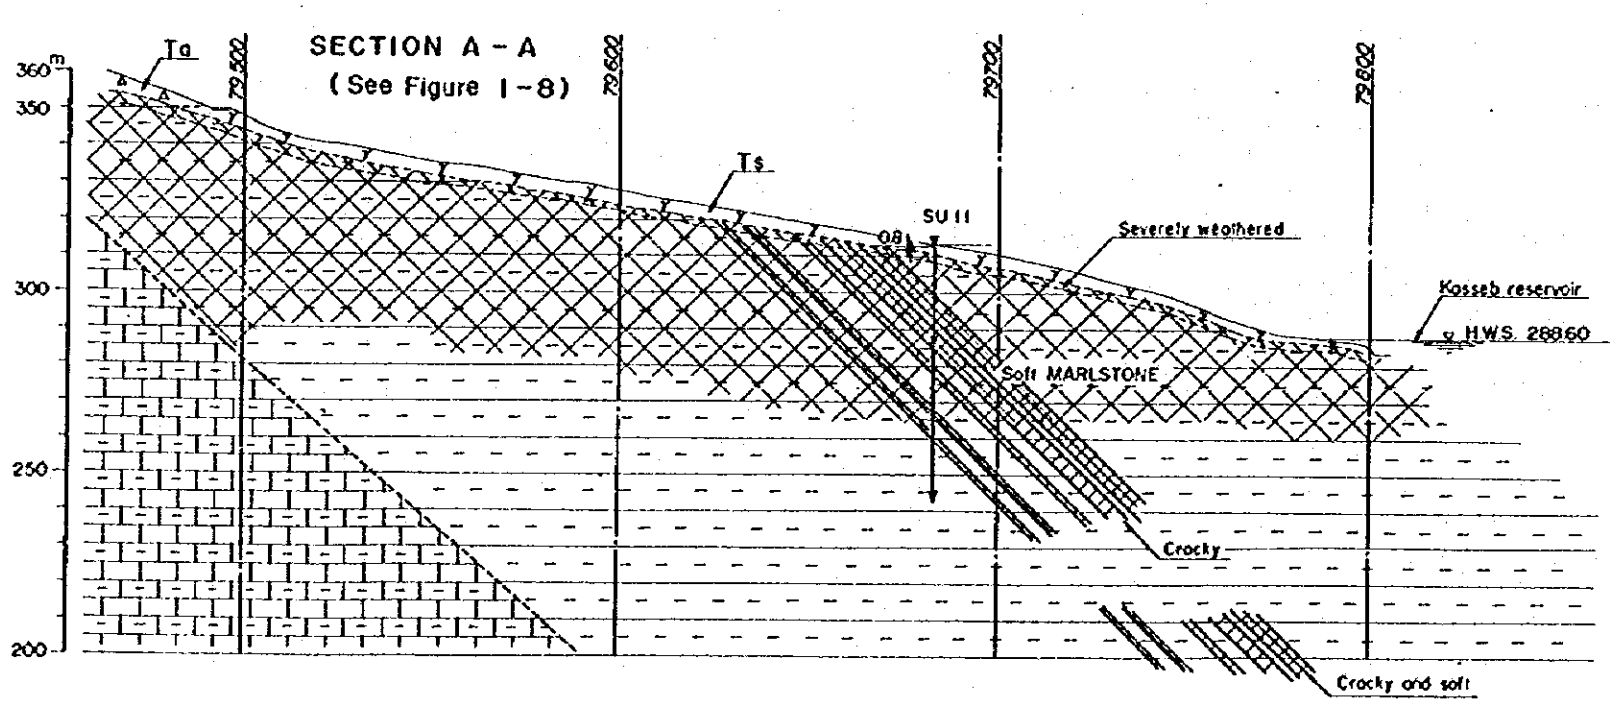 SECTION A - A
(See Figure 1-8)
Ta
79500
79600
79700
79800
360 m
350
300
250
200
Ts
SU 11
0.8
Severely weathered
Kasseb reservoir
H.W.S. 288.60
Soft MARLSTONE
Cracky
Cracky and soft